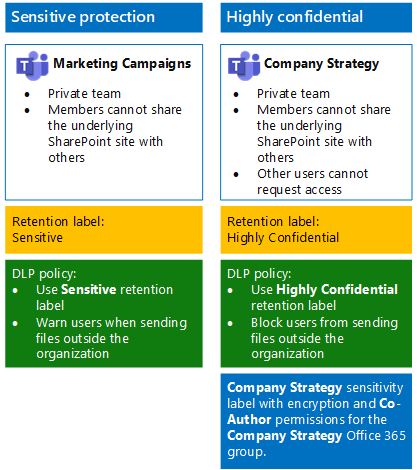 Sensitive protection
Marketing Campaigns
• Private team
• Members cannot share
the underlying
SharePoint site with
others
Retention label:
Sensitive
DLP policy:
• Use Sensitive retention
label
• Warn users when sending
files outside the
organization
Highly confidential
Company Strategy
• Private team
• Members cannot share
the underlying
SharePoint site with
others
• Other users cannot
request access
Retention label:
Highly Confidential
DLP policy:
• Use Highly Confidential
retention label
• Block users from sending
files outside the
organization
Company Strategy sensitivity
label with encryption and Co-
Author permissions for the
Company Strategy Office 365
group.